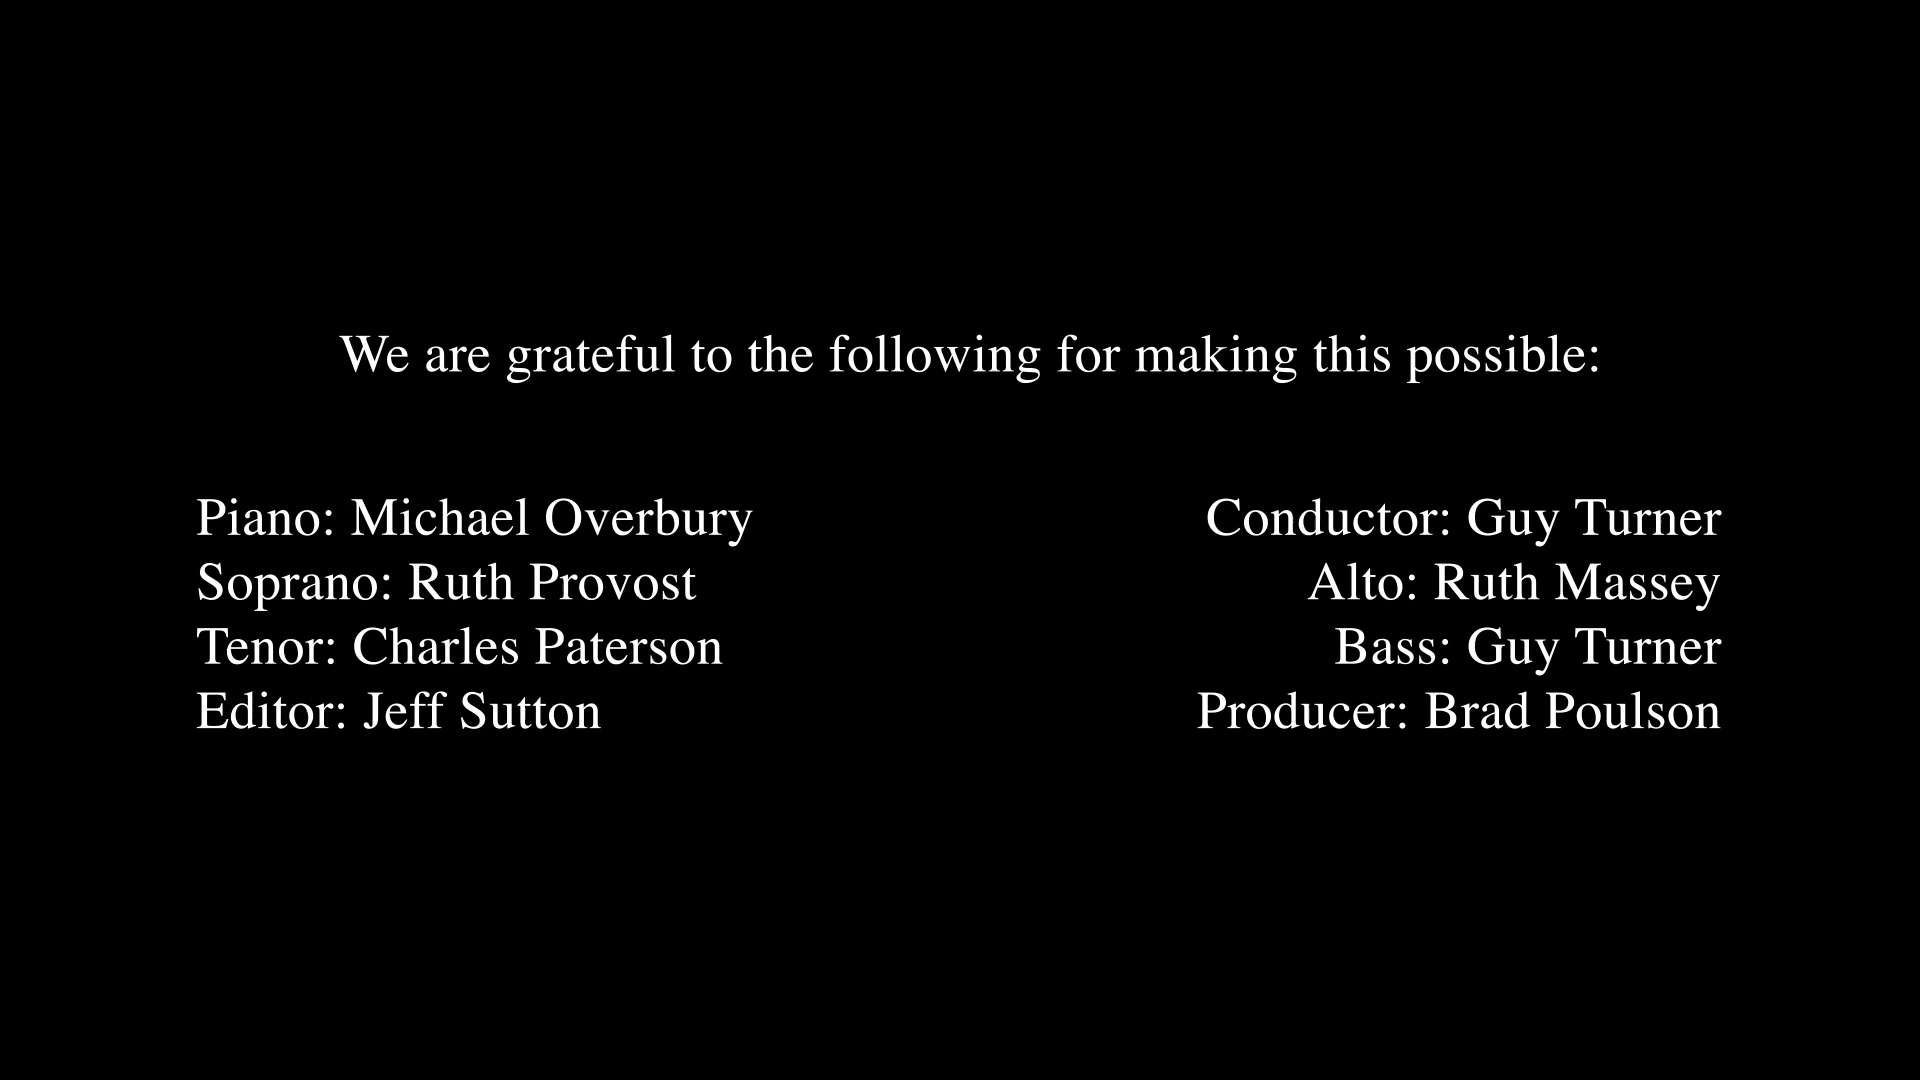 We are grateful to the following for making this possible:
Piano: Michael Overbury
Conductor: Guy Turner
Soprano: Ruth Provost
Alto: Ruth Massey
Tenor: Charles Paterson
Bass: Guy Turner
Editor: Jeff Sutton
Producer: Brad Poulson